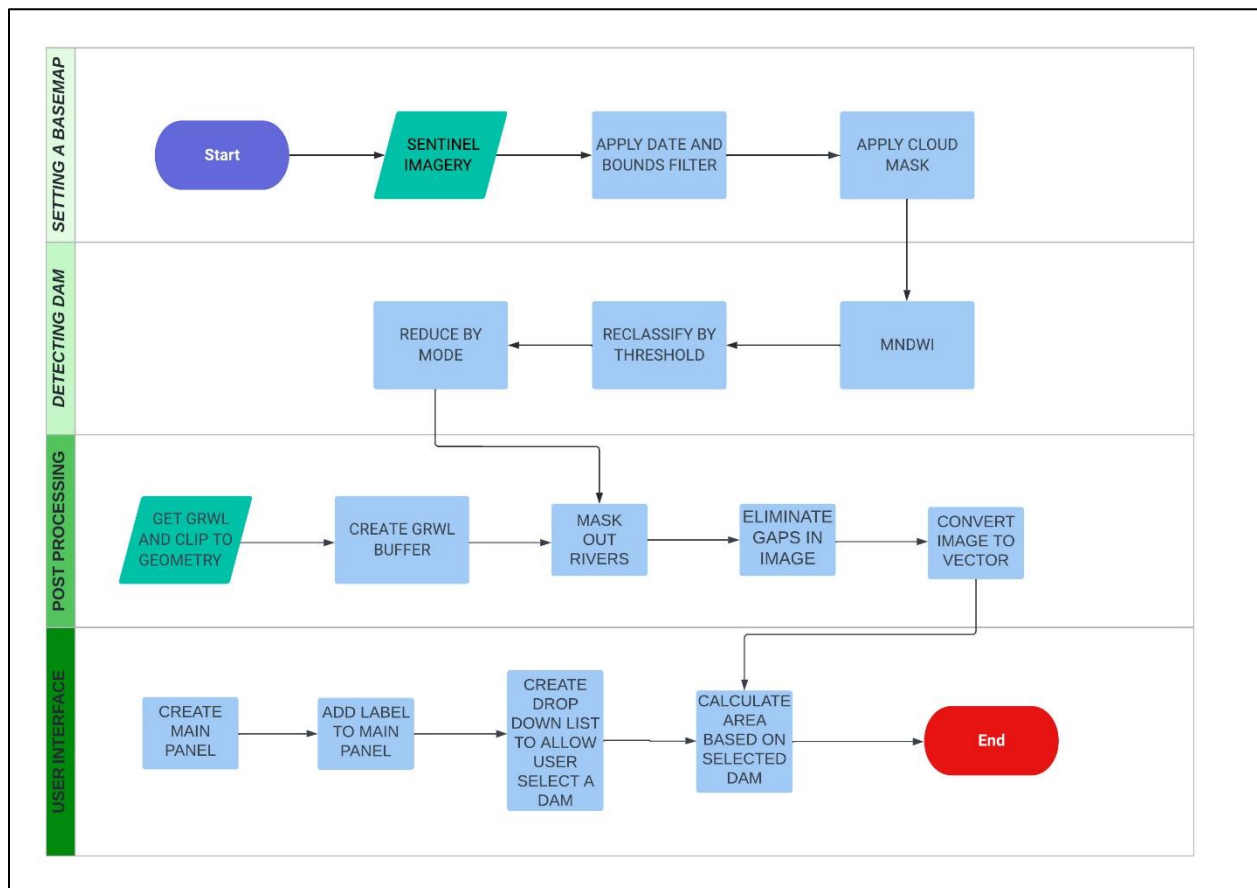 SETTING A BASEMAP
Start
SENTINEL
IMAGERY
APPLY DATE AND
BOUNDS FILTER
APPLY CLOUD
MASK
DETECTING DAM
REDUCE BY
MODE
RECLASSIFY BY
THRESHOLD
MNDWI
POST PROCESSING
GET GRWL
AND CLIP TO
GEOMETRY
CREATE GRWL
BUFFER
MASK
OUT
RIVERS
ELIMINATE
GAPS IN
IMAGE
CONVERT
IMAGE TO
VECTOR
USER INTERFACE
CREATE
MAIN
PANEL
ADD LABEL
TO MAIN
PANEL
CREATE
DROP
DOWN LIST
TO ALLOW
USER
SELECT A
DAM
CALCULATE
AREA
BASED ON
SELECTED
DAM
End